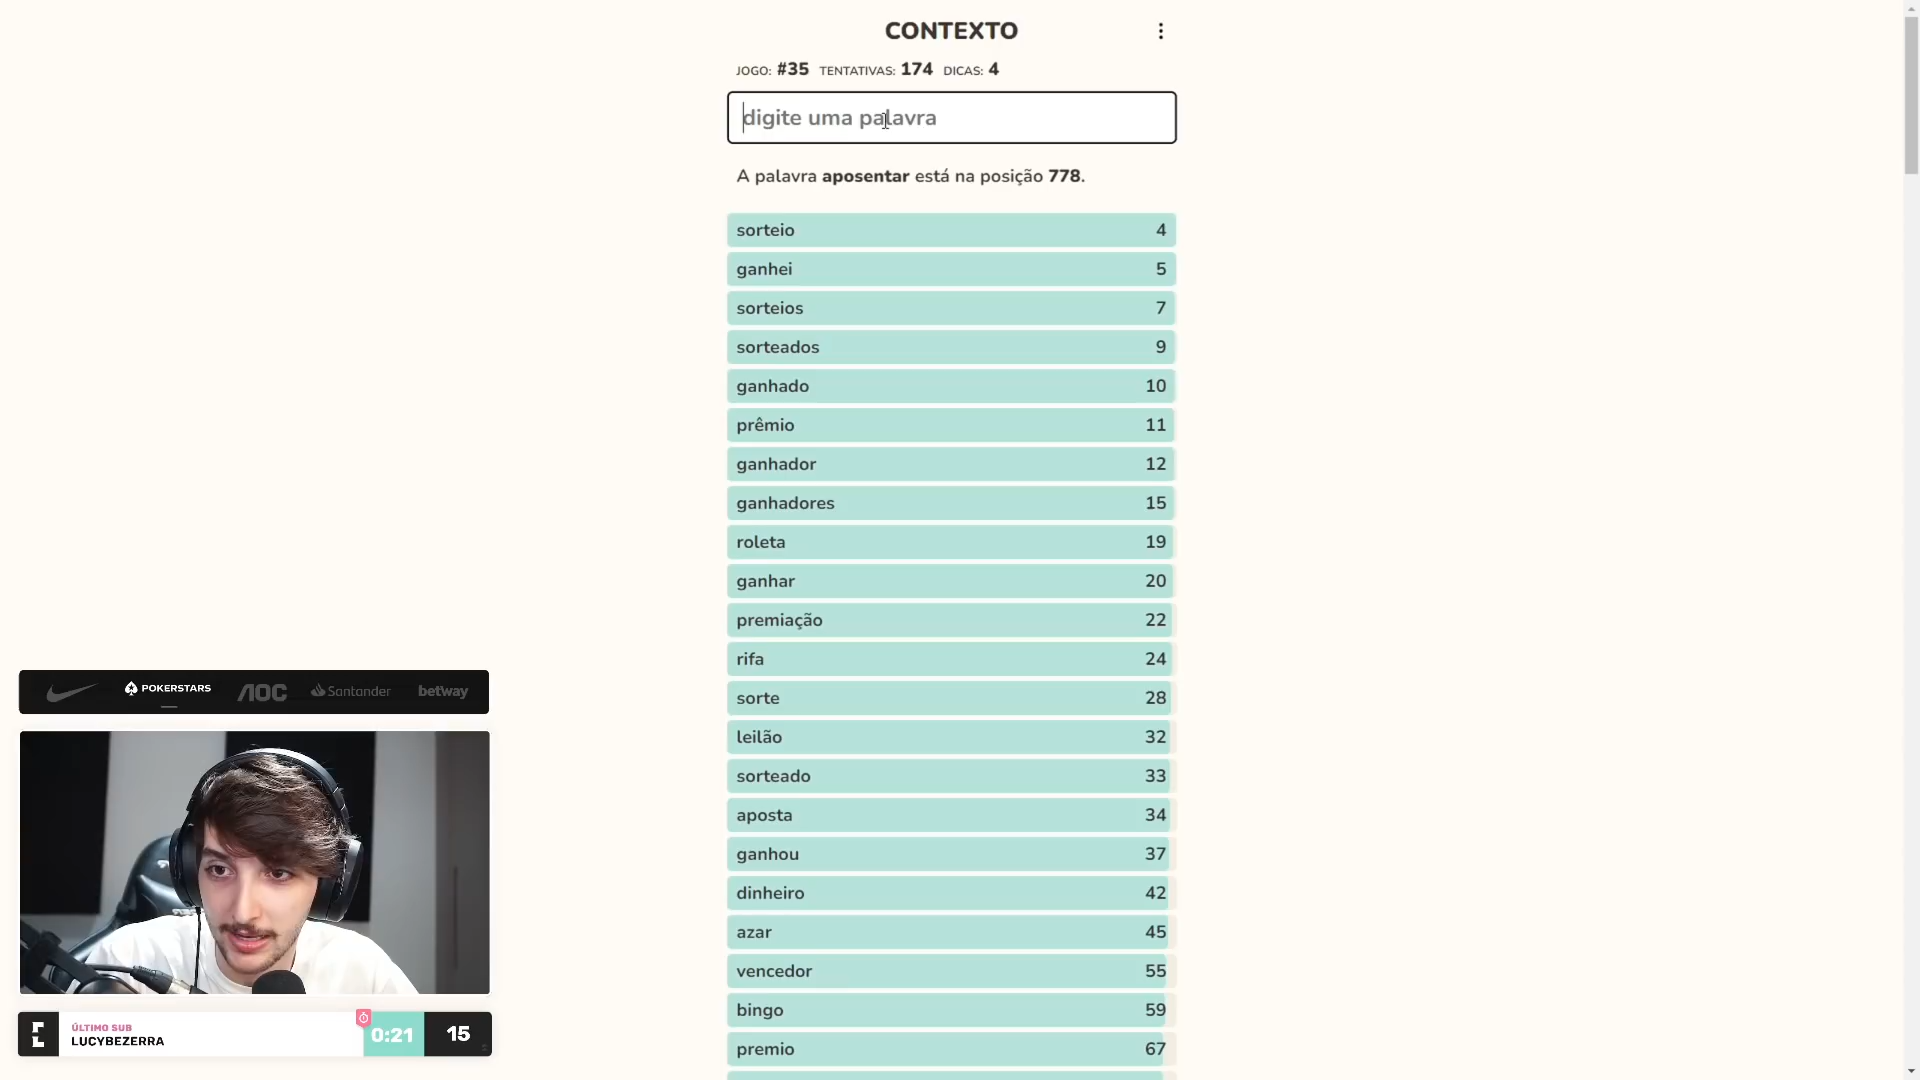 CONTEXTO
JOGO: #35 TENTATIVAS: 174 DICAS: 4
digite uma palavra
A palavra aposentar está na posição 778.
sorteio 4
ganhei 5
sorteios 7
sorteados 9
ganhado 10
prêmio 11
ganhador 12
ganhadores 15
roleta 19
ganhar 20
premiação 22
rifa 24
sorte 28
leilão 32
sorteado 33
aposta 34
ganhou 37
dinheiro 42
azar 45
vencedor 55
bingo 59
premio 67
POKERSTARS AOC Santander betway
ÚLTIMO SUB
LUCYBEZERRA
0:21 15